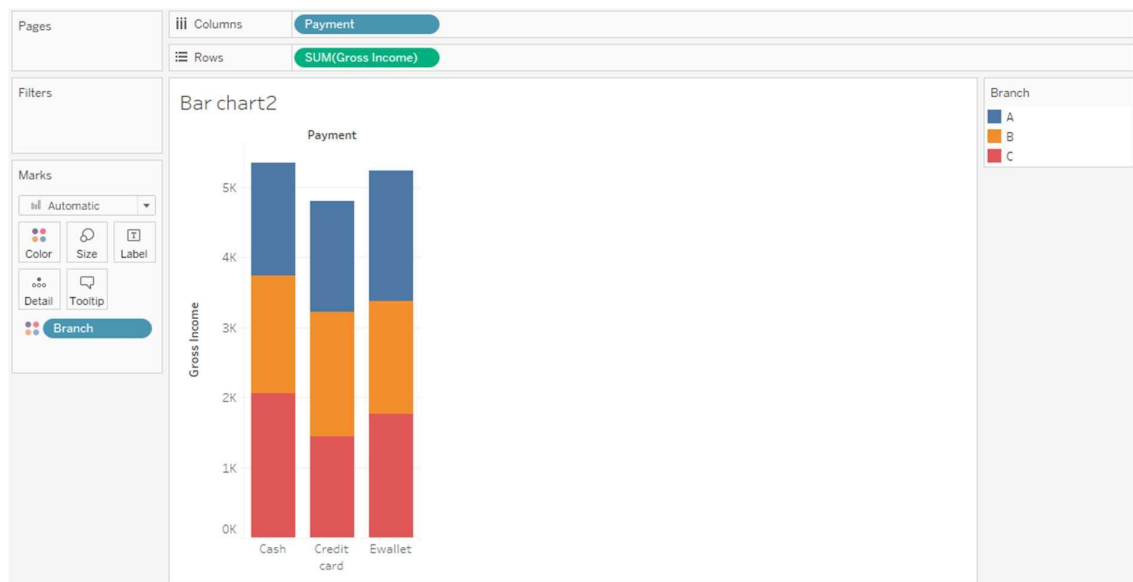 Pages
Columns
Payment
Rows
SUM(Gross Income)
Filters
Marks
Automatic
Color
Size
Label
Detail
Tooltip
Branch
Bar chart2
Payment
Gross Income
5K
4K
3K
2K
1K
0K
Cash
Credit
card
Ewallet
Branch
A
B
C